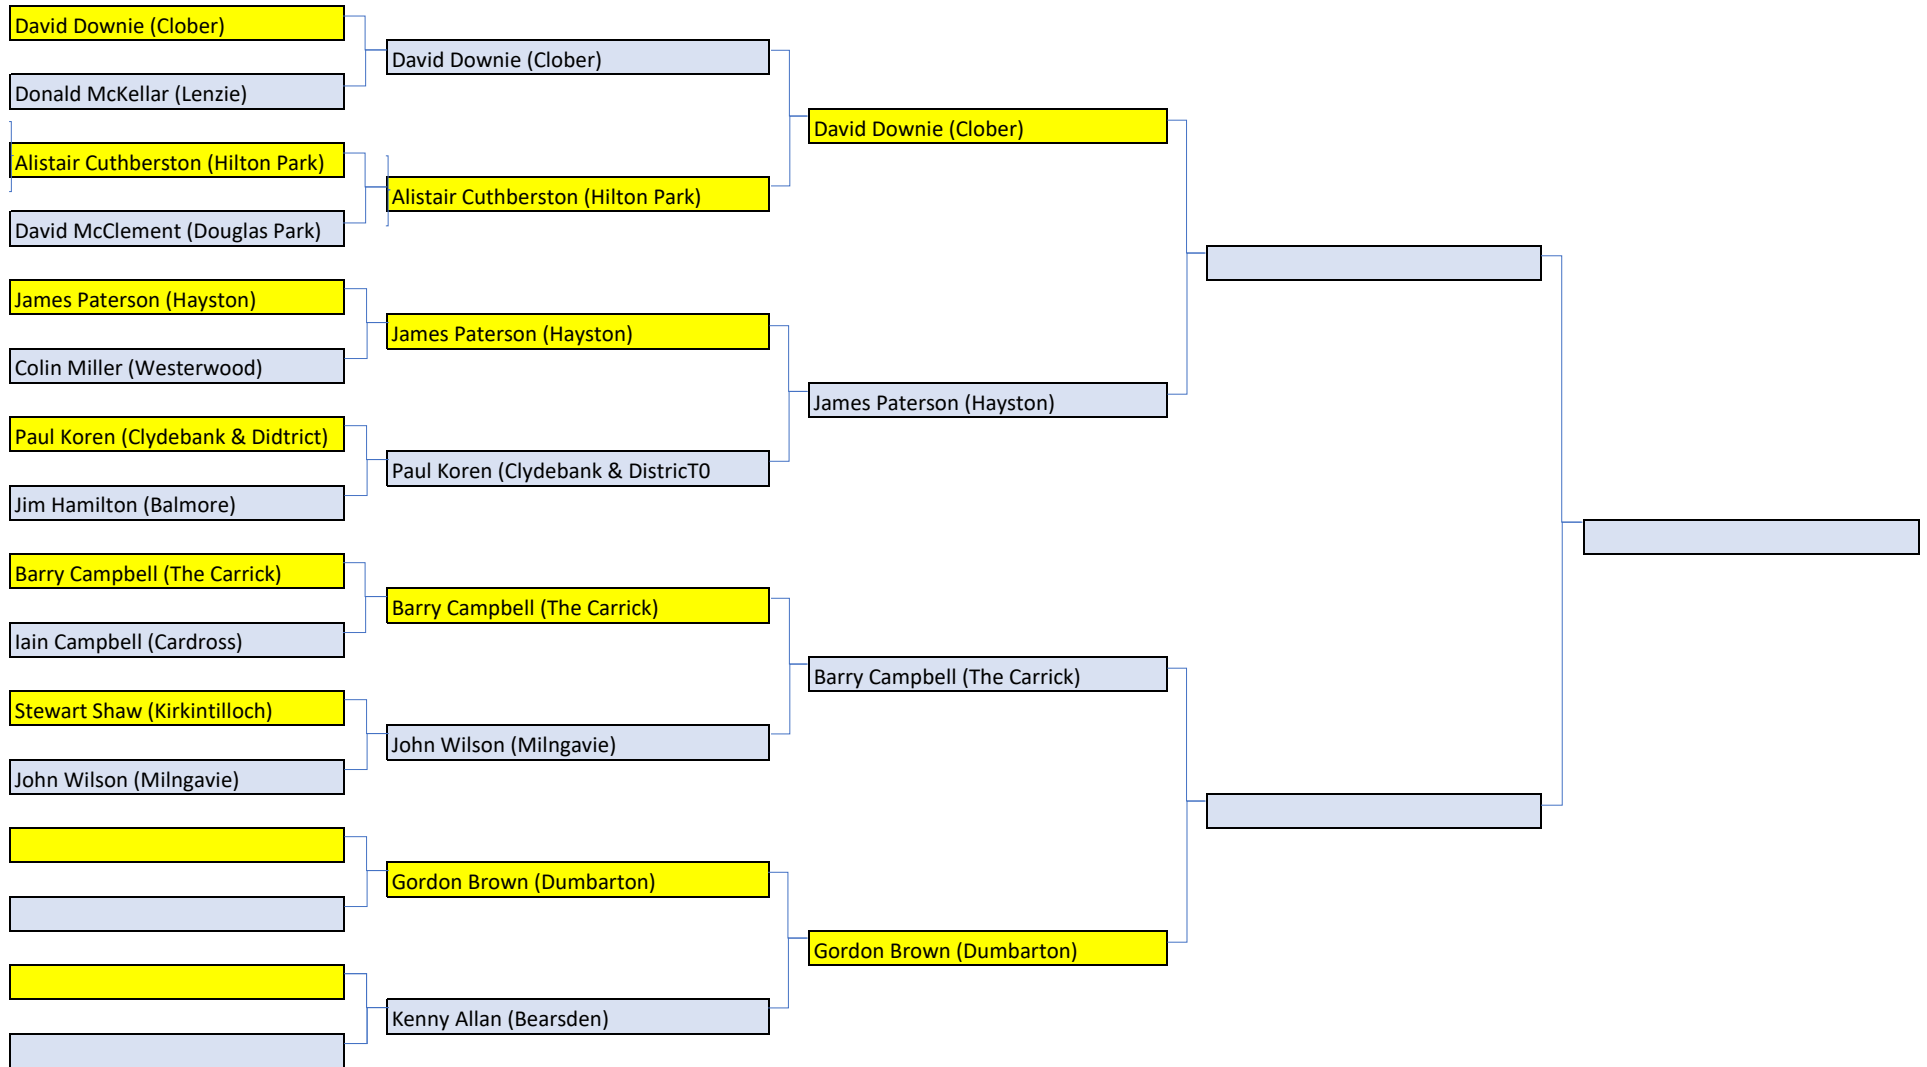 David Downie (Clober)
Donald McKellar (Lenzie)
Alistair Cuthberston (Hilton Park)
David McClement (Douglas Park)
James Paterson (Hayston)
Colin Miller (Westerwood)
Paul Koren (Clydebank & Didtrict)
Jim Hamilton (Balmore)
Barry Campbell (The Carrick)
Iain Campbell (Cardross)
Stewart Shaw (Kirkintilloch)
John Wilson (Milngavie)
David Downie (Clober)
Alistair Cuthberston (Hilton Park)
James Paterson (Hayston)
Paul Koren (Clydebank & DistricT0
Barry Campbell (The Carrick)
John Wilson (Milngavie)
Gordon Brown (Dumbarton)
Kenny Allan (Bearsden)
David Downie (Clober)
James Paterson (Hayston)
Barry Campbell (The Carrick)
Gordon Brown (Dumbarton)